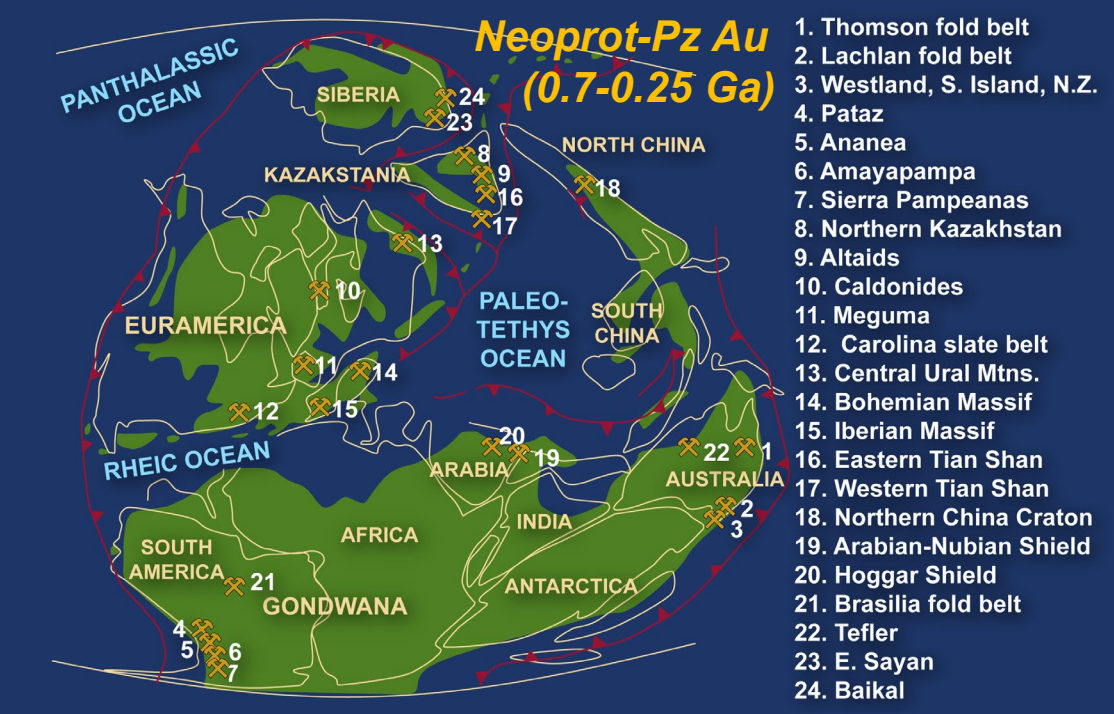 Neoprot-Pz Au
(0.7-0.25 Ga)
PANTHALASSIC
OCEAN
SIBERIA
24
23
NORTH CHINA
KAZAKSTANIA
8
9
16
17
18
13
10
EURAMERICA
PALEO-
TETHYS
OCEAN
SOUTH
CHINA
11
14
12
15
RHEIC OCEAN
20
19
ARABIA
22
1
AUSTRALIA
2
3
INDIA
AFRICA
SOUTH
AMERICA
21
GONDWANA
ANTARCTICA
4
5
6
7
1. Thomson fold belt
2. Lachlan fold belt
3. Westland, S. Island, N.Z.
4. Pataz
5. Ananea
6. Amayapampa
7. Sierra Pampeanas
8. Northern Kazakhstan
9. Altaids
10. Caldonides
11. Meguma
12.  Carolina slate belt
13. Central Ural Mtns.
14. Bohemian Massif
15. Iberian Massif
16. Eastern Tian Shan
17. Western Tian Shan
18. Northern China Craton
19. Arabian-Nubian Shield
20. Hoggar Shield
21. Brasilia fold belt
22. Tefler
23. E. Sayan
24. Baikal